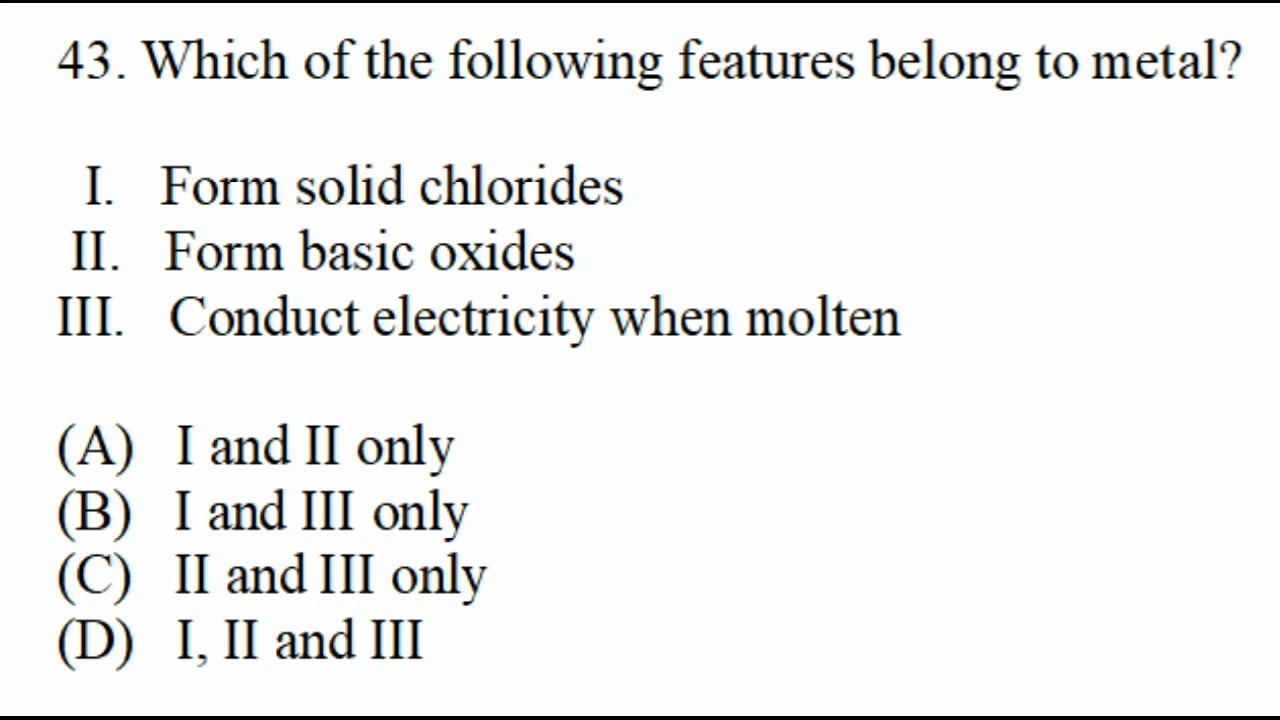 43. Which of the following features belong to metal?
I. Form solid chlorides
II. Form basic oxides
III. Conduct electricity when molten
(A) I and II only
(B) I and III only
(C) II and III only
(D) I, II and III